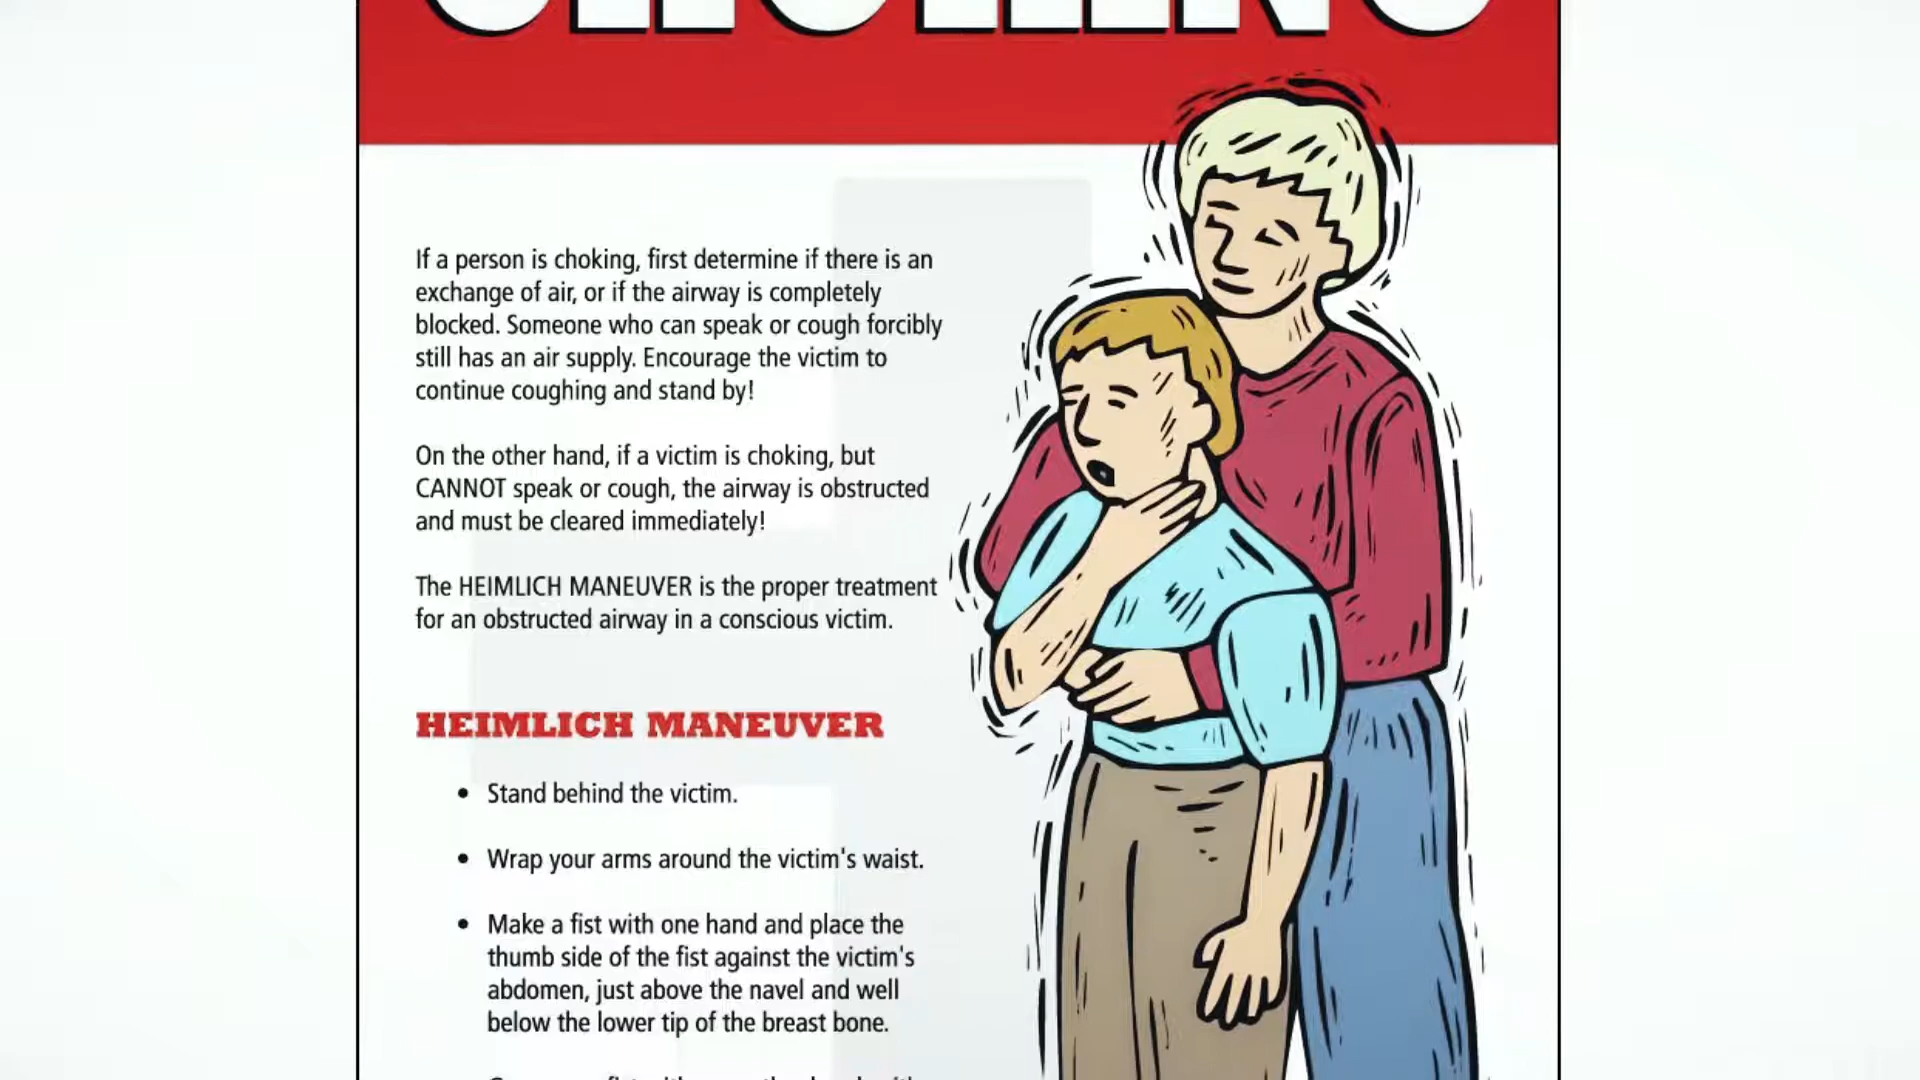 CHOKING
If a person is choking, first determine if there is an
exchange of air, or if the airway is completely
blocked. Someone who can speak or cough forcibly
still has an air supply. Encourage the victim to
continue coughing and stand by!
On the other hand, if a victim is choking, but
CANNOT speak or cough, the airway is obstructed
and must be cleared immediately!
The HEIMLICH MANEUVER is the proper treatment
for an obstructed airway in a conscious victim.
HEIMLICH MANEUVER
• Stand behind the victim.
• Wrap your arms around the victim's waist.
• Make a fist with one hand and place the
thumb side of the fist against the victim's
abdomen, just above the navel and well
below the lower tip of the breast bone.